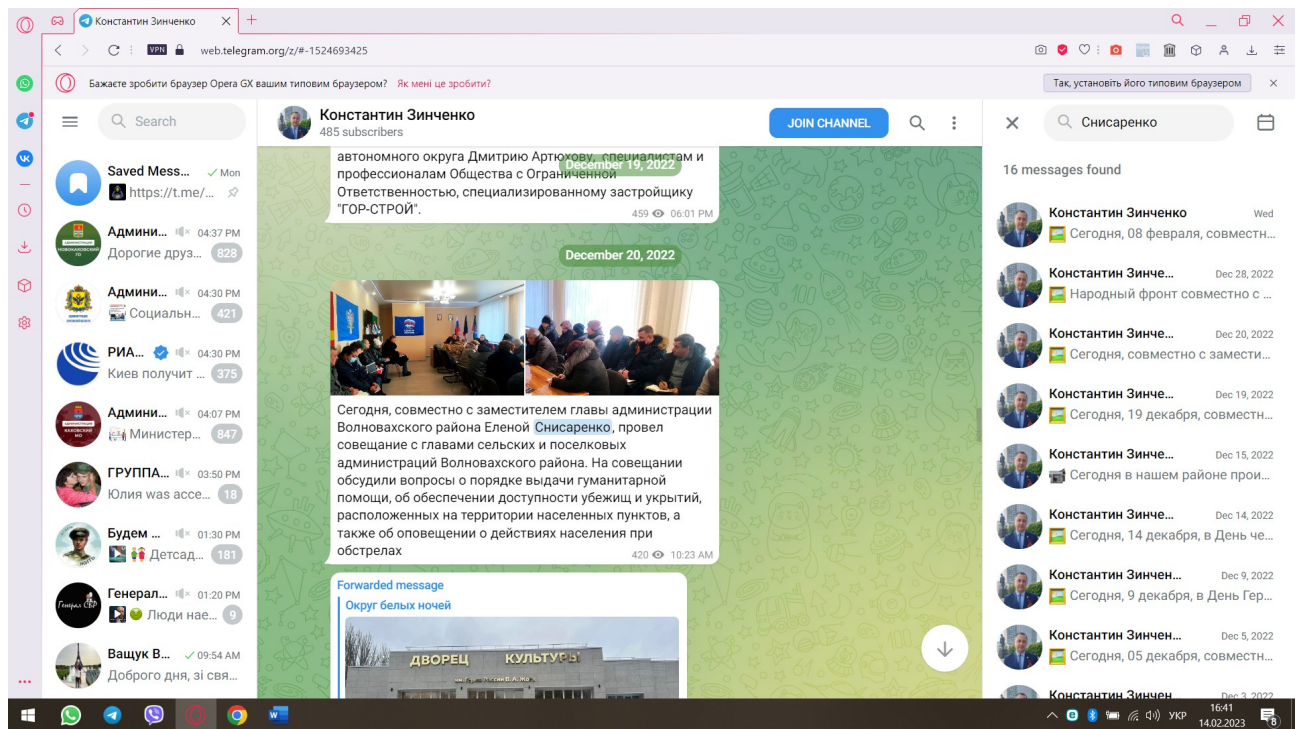 Константин Зинченко
VPN web.telegram.org/z/#-1524693425
Бажаєте зробити браузер Opera GX вашим типовим браузером? Як мені це зробити?
Так, установіть його типовим браузером
Search
Saved Mess... Mon
https://t.me/...
Админи... 04:37 PM
Дорогие друз... 828
Админи... 04:30 PM
Социальн... 421
РИА... 04:30 PM
Киев получит ... 375
Админи... 04:07 PM
Министер... 847
ГРУППА... 03:50 PM
Юлия was acce... 18
Будем ... 01:30 PM
Детсад... 181
Генерал... 01:20 PM
Люди нае... 9
Ващук В... 09:54 AM
Доброго дня, зі свя...
Константин Зинченко
485 subscribers
JOIN CHANNEL
автономного округа Дмитрию Артюхову, специалистам и
December 19, 2022
профессионалам Общества с Ограниченной
Ответственностью, специализированному застройщику
"ГОР-СТРОЙ".
459 06:01 PM
December 20, 2022
Сегодня, совместно с заместителем главы администрации
Волновахского района Еленой Снисаренко, провел
совещание с главами сельских и поселковых
администраций Волновахского района. На совещании
обсудили вопросы о порядке выдачи гуманитарной
помощи, об обеспечении доступности убежищ и укрытий,
расположенных на территории населенных пунктов, а
также об оповещении о действиях населения при
обстрелах
420 10:23 AM
Forwarded message
Округ белых ночей
ДВОРЕЦ КУЛЬТУРЫ
Снисаренко
16 messages found
Константин Зинченко Wed
Сегодня, 08 февраля, совместн...
Константин Зинче... Dec 28, 2022
Народный фронт совместно с ...
Константин Зинче... Dec 20, 2022
Сегодня, совместно с замести...
Константин Зинче... Dec 19, 2022
Сегодня, 19 декабря, совместн...
Константин Зинче... Dec 15, 2022
Сегодня в нашем районе прои...
Константин Зинче... Dec 14, 2022
Сегодня, 14 декабря, в День че...
Константин Зинчен... Dec 9, 2022
Сегодня, 9 декабря, в День Гер...
Константин Зинчен... Dec 5, 2022
Сегодня, 05 декабря, совместн...
Константин Зинчен... Dec 3, 2022
УКР
16:41
14.02.2023
8